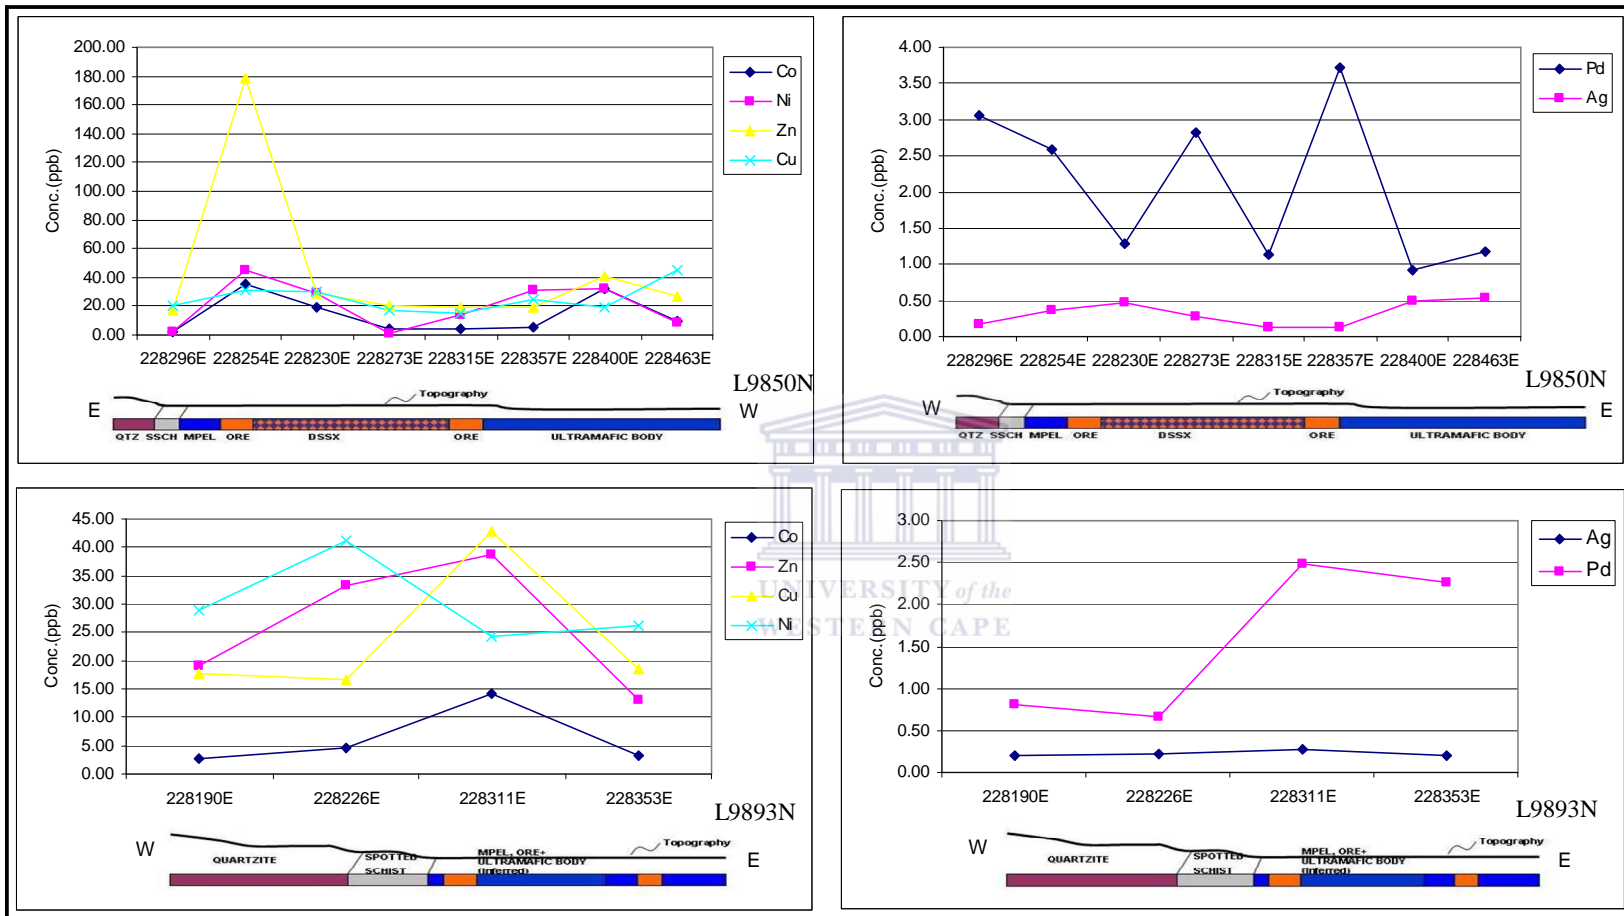 200.00
180.00
160.00
140.00
120.00
100.00
80.00
60.00
40.00
20.00
0.00
Conc.(ppb)
Co
Ni
Zn
Cu
228296E 228254E 228230E 228273E 228315E 228357E 228400E 228463E
L9850N
Topography
E W
QTZ SSCH MPEL ORE DSSX ORE ULTRAMAFIC BODY
4.00
3.50
3.00
2.50
2.00
1.50
1.00
0.50
0.00
Conc.(ppb)
Pd
Ag
228296E 228254E 228230E 228273E 228315E 228357E 228400E 228463E
L9850N
Topography
W E
QTZ SSCH MPEL ORE DSSX ORE ULTRAMAFIC BODY
45.00
40.00
35.00
30.00
25.00
20.00
15.00
10.00
5.00
0.00
Conc.(ppb)
Co
Zn
Cu
Ni
228190E 228226E 228311E 228353E
L9893N
Topography
W E
QUARTZITE
SPOTTED
SCHIST
MPEL, ORE+
ULTRAMAFIC BODY
(Inferred)
3.00
2.50
2.00
1.50
1.00
0.50
0.00
Conc.(ppb)
Ag
Pd
228190E 228226E 228311E 228353E
L9893N
Topography
W E
QUARTZITE
SPOTTED
SCHIST
MPEL, ORE+
ULTRAMAFIC BODY
(Inferred)
UNIVERSITY of the
WESTERN CAPE